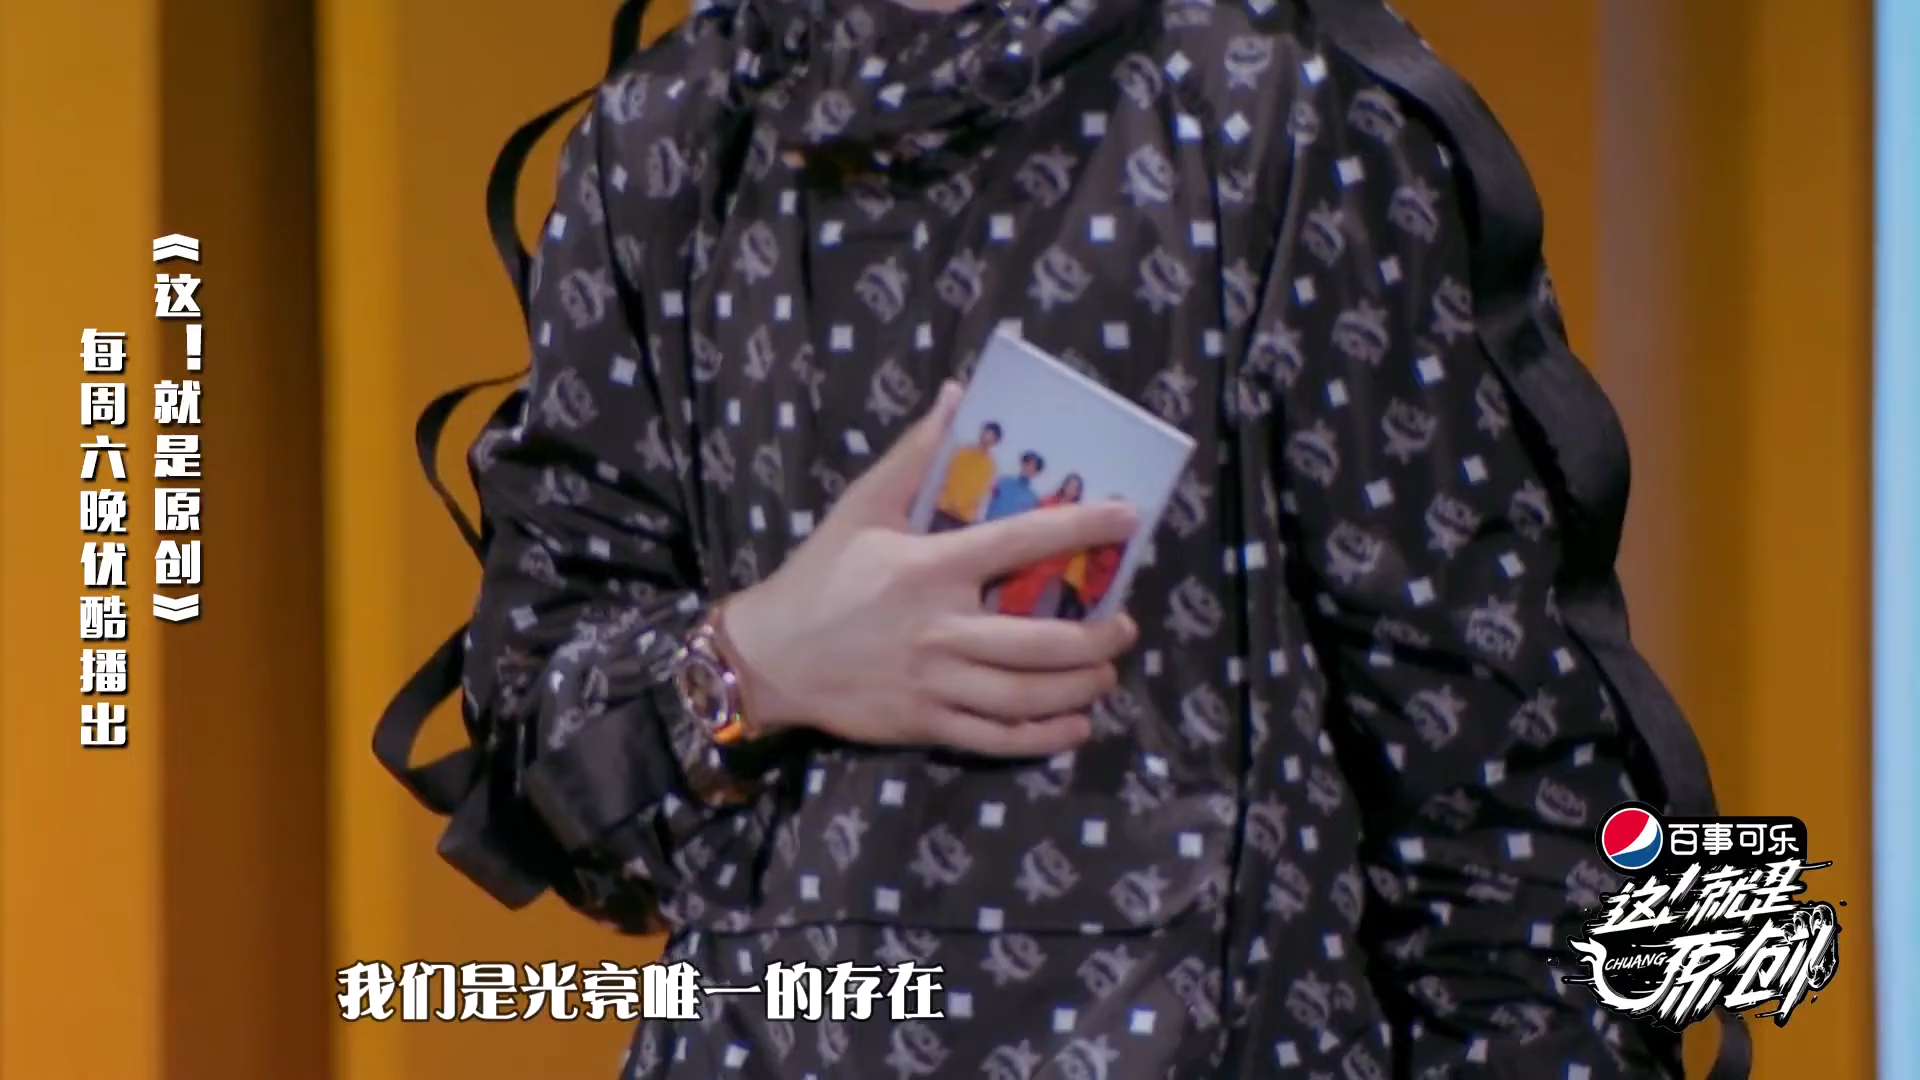 《这!就是原创》
每周六晚优酷播出
百事可乐
这!就是
原创
CHUANG
我们是光亮唯一的存在